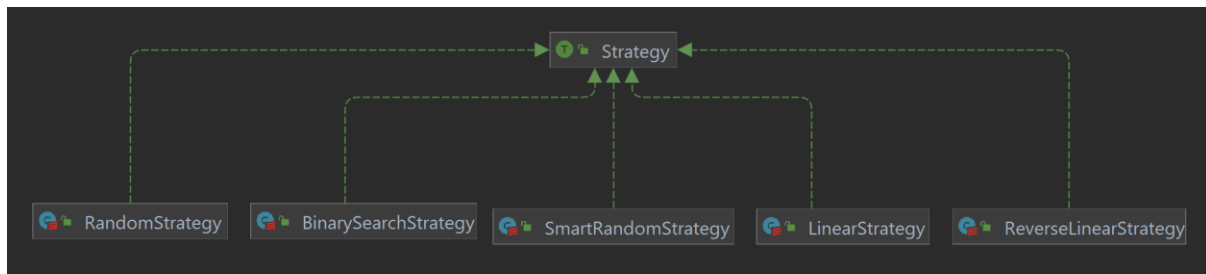 Strategy
RandomStrategy
BinarySearchStrategy
SmartRandomStrategy
LinearStrategy
ReverseLinearStrategy